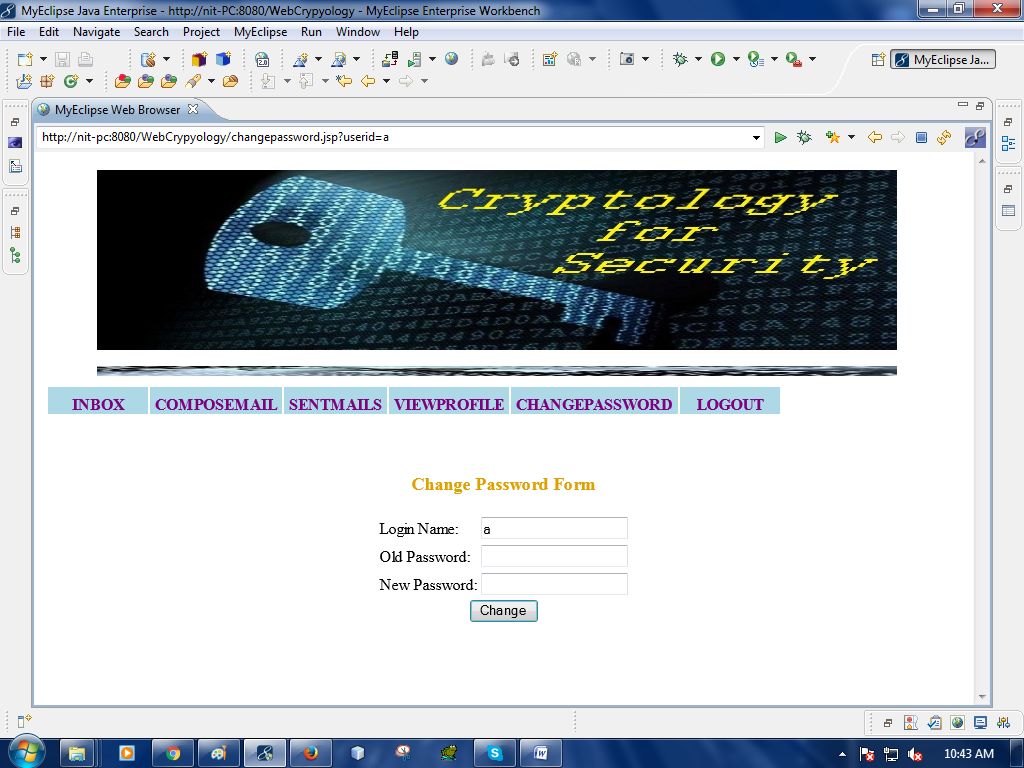 MyEclipse Java Enterprise - http://nit-PC:8080/WebCrypyology - MyEclipse Enterprise Workbench
File Edit Navigate Search Project MyEclipse Run Window Help
MyEclipse Ja...
MyEclipse Web Browser
http://nit-pc:8080/WebCrypyology/changepassword.jsp?userid=a
Cryptology
for
Security
INBOX COMPOSEMAIL SENTMAILS VIEWPROFILE CHANGEPASSWORD LOGOUT
Change Password Form
Login Name: a
Old Password:
New Password:
Change
10:43 AM